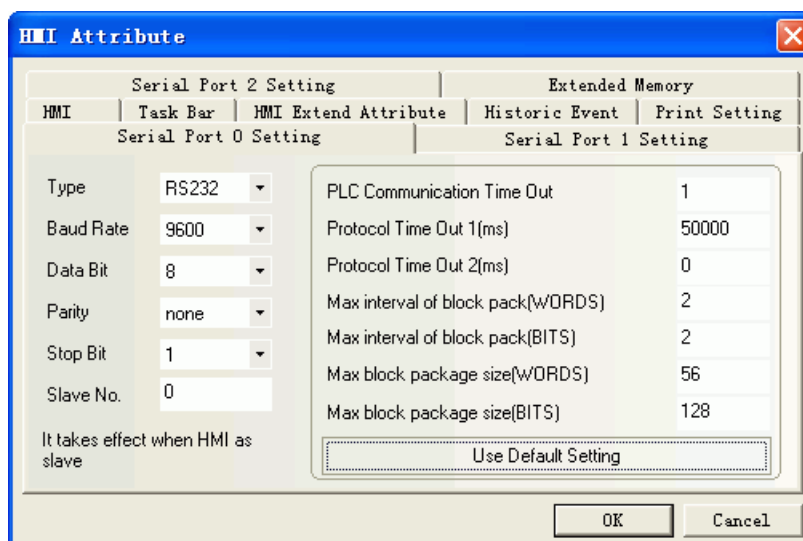 HMI Attribute
Serial Port 2 Setting Extended Memory
HMI Task Bar HMI Extend Attribute Historic Event Print Setting
Serial Port 0 Setting Serial Port 1 Setting
Type RS232
Baud Rate 9600
Data Bit 8
Parity none
Stop Bit 1
Slave No. 0
It takes effect when HMI as
slave
PLC Communication Time Out 1
Protocol Time Out 1(ms) 50000
Protocol Time Out 2(ms) 0
Max interval of block pack(WORDS) 2
Max interval of block pack(BITS) 2
Max block package size(WORDS) 56
Max block package size(BITS) 128
Use Default Setting
OK Cancel